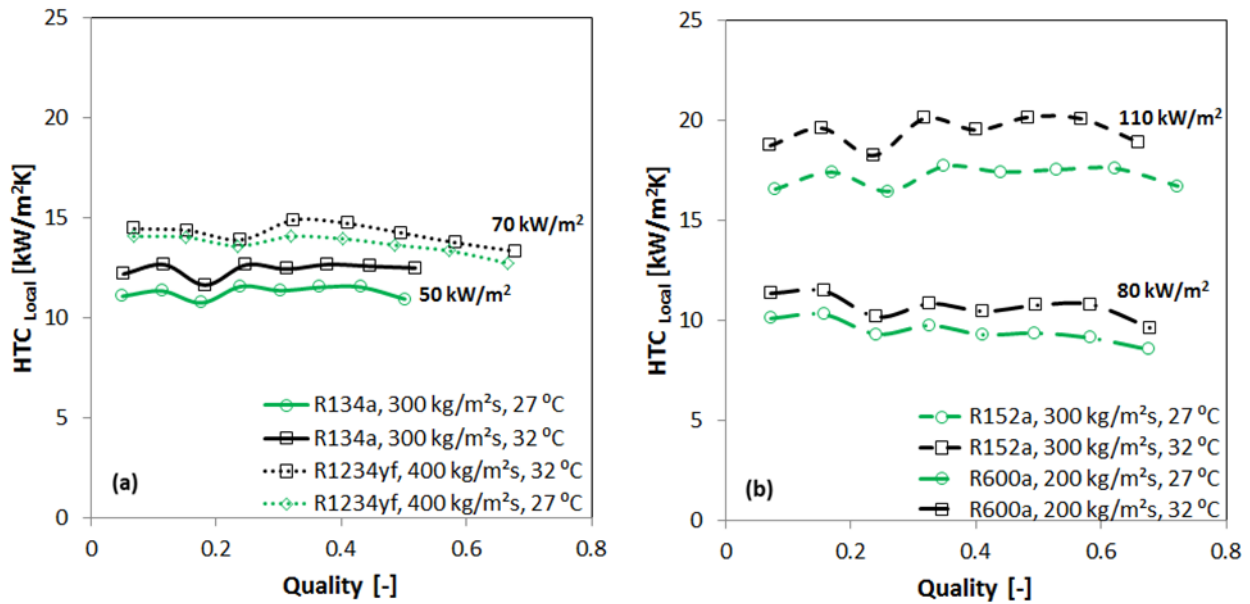 25
20
15
10
5
0
0
0.2
0.4
0.6
0.8
HTC Local [kW/m²K]
Quality [-]
70 kW/m²
50 kW/m²
R134a, 300 kg/m²s, 27 ⁰C
R134a, 300 kg/m²s, 32 ⁰C
R1234yf, 400 kg/m²s, 32 ⁰C
R1234yf, 400 kg/m²s, 27 ⁰C
(a)
25
20
15
10
5
0
0
0.2
0.4
0.6
0.8
HTC Local [kW/m²K]
Quality [-]
110 kW/m²
80 kW/m²
R152a, 300 kg/m²s, 27 ⁰C
R152a, 300 kg/m²s, 32 ⁰C
R600a, 200 kg/m²s, 27 ⁰C
R600a, 200 kg/m²s, 32 ⁰C
(b)